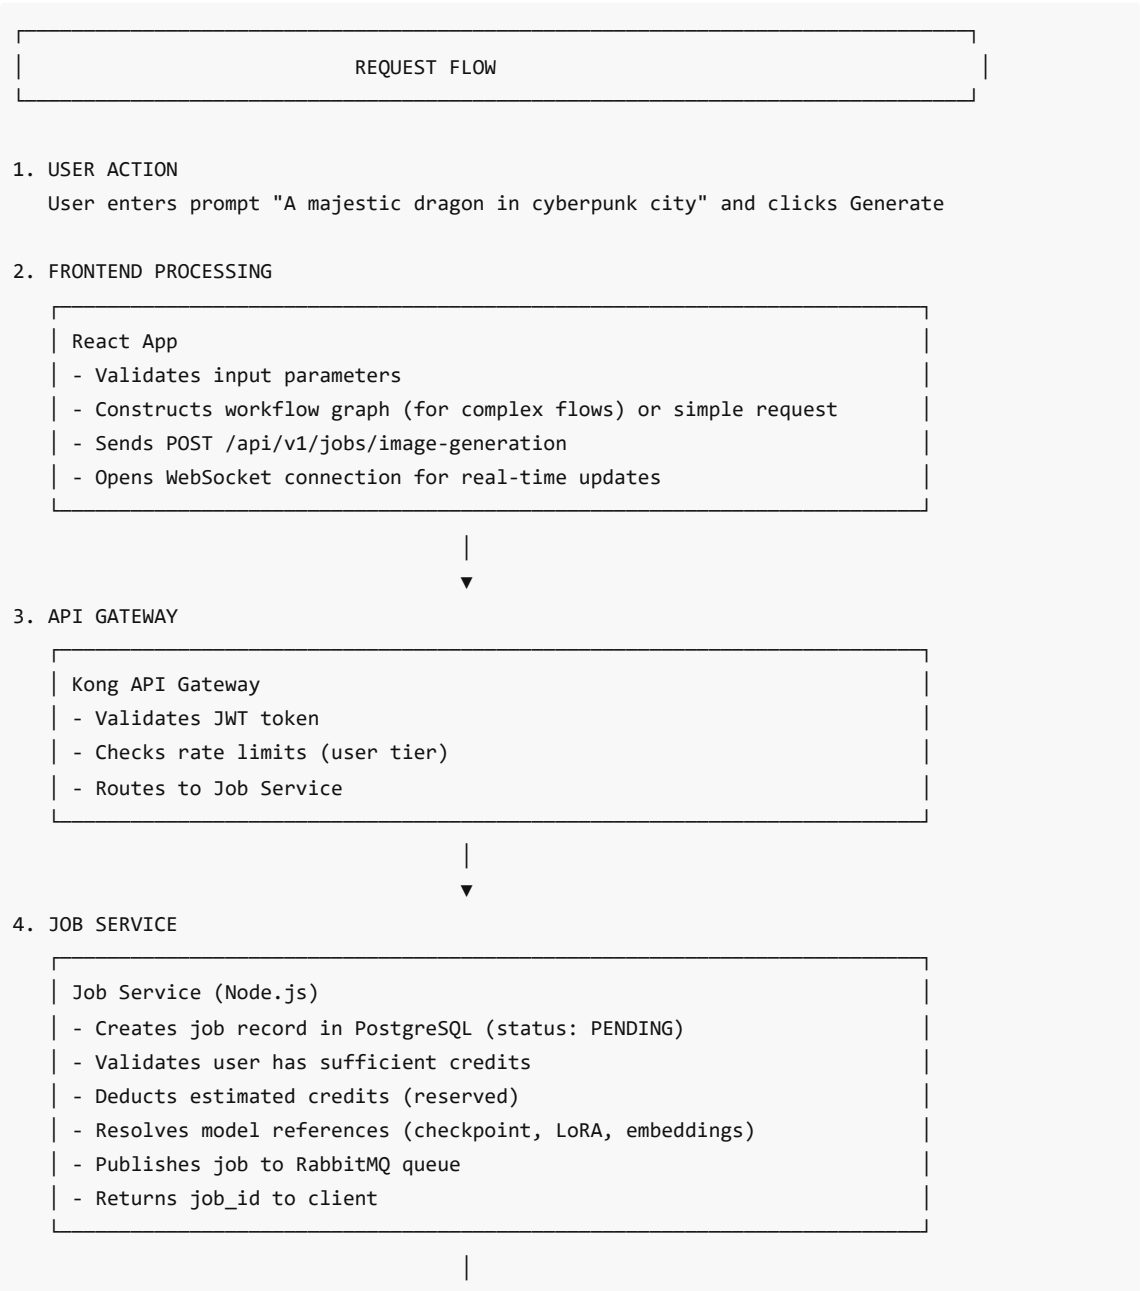 REQUEST FLOW
1. USER ACTION
User enters prompt "A majestic dragon in cyberpunk city" and clicks Generate
2. FRONTEND PROCESSING
React App
- Validates input parameters
- Constructs workflow graph (for complex flows) or simple request
- Sends POST /api/v1/jobs/image-generation
- Opens WebSocket connection for real-time updates
3. API GATEWAY
Kong API Gateway
- Validates JWT token
- Checks rate limits (user tier)
- Routes to Job Service
4. JOB SERVICE
Job Service (Node.js)
- Creates job record in PostgreSQL (status: PENDING)
- Validates user has sufficient credits
- Deducts estimated credits (reserved)
- Resolves model references (checkpoint, LoRA, embeddings)
- Publishes job to RabbitMQ queue
- Returns job_id to client